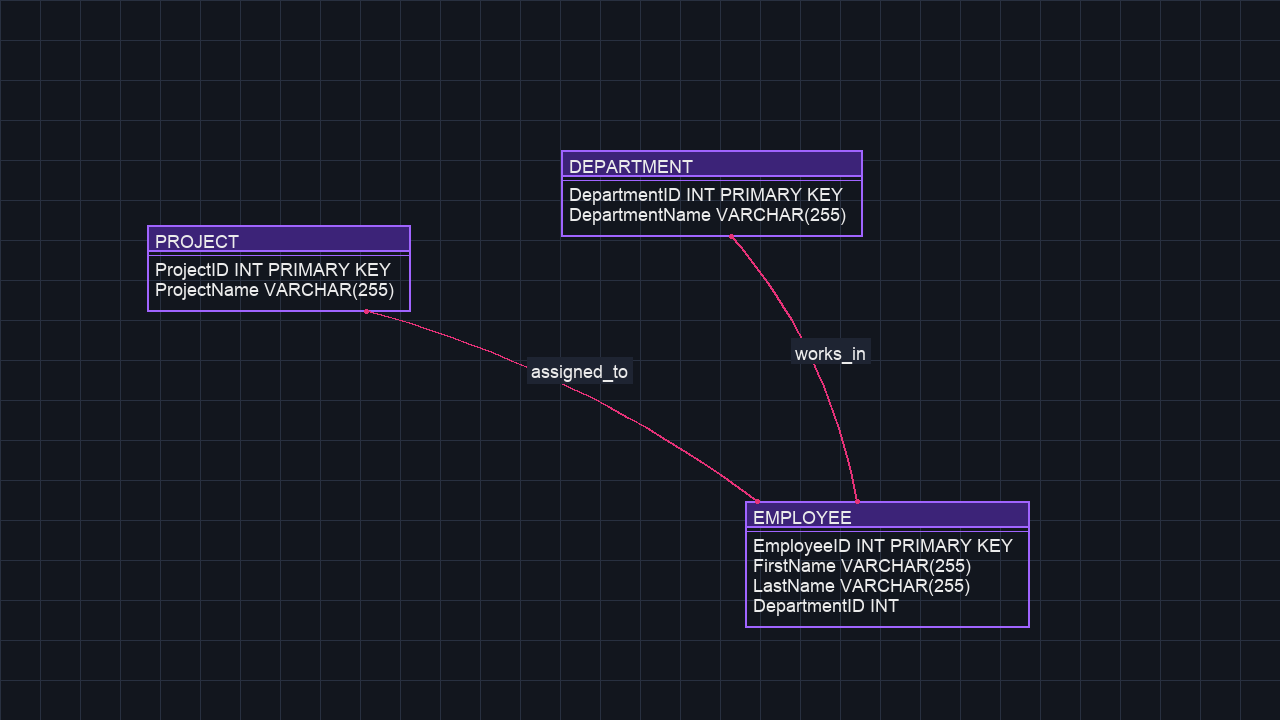 DEPARTMENT
DepartmentID INT PRIMARY KEY
DepartmentName VARCHAR(255)
PROJECT
ProjectID INT PRIMARY KEY
ProjectName VARCHAR(255)
works_in
assigned_to
EMPLOYEE
EmployeeID INT PRIMARY KEY
FirstName VARCHAR(255)
LastName VARCHAR(255)
DepartmentID INT